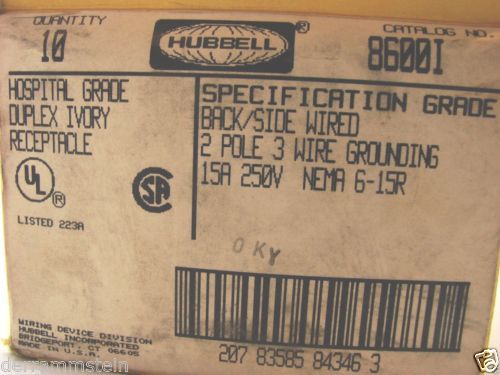 QUANTITY
10
HUBBELL
®
CATALOG NO.
8600I
HOSPITAL GRADE
DUPLEX IVORY
RECEPTACLE
SPECIFICATION GRADE
BACK/SIDE WIRED
2 POLE 3 WIRE GROUNDING
15A 250V NEMA 6-15R
UL ®
LISTED 223A
SA
OKY
WIRING DEVICE DIVISION
HUBBELL INCORPORATED
BRIDGEPORT, CT 06605
MADE IN U.S.A.
207 83585 84346 3
derrammstein